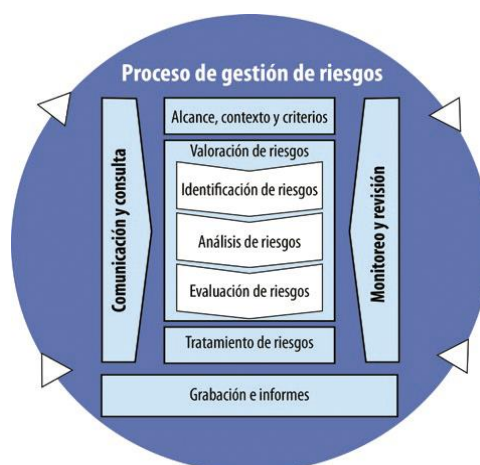 Proceso de gestión de riesgos
Alcance, contexto y criterios
Comunicación y consulta
Valoración de riesgos
Identificación de riesgos
Análisis de riesgos
Evaluación de riesgos
Monitoreo y revisión
Tratamiento de riesgos
Grabación e informes